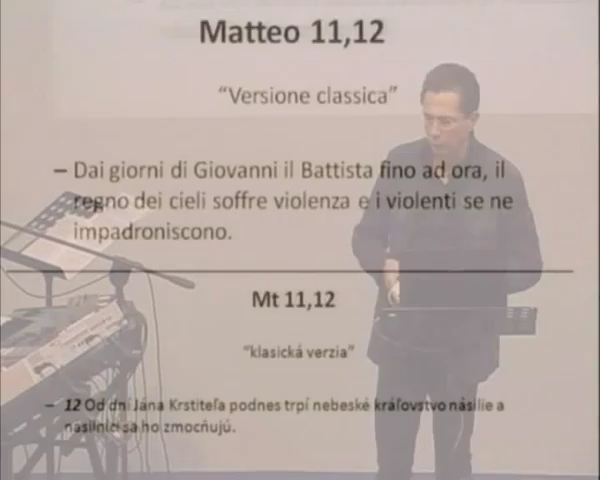 Matteo 11,12
“Versione classica”
– Dai giorni di Giovanni il Battista fino ad ora, il
regno dei cieli soffre violenza e i violenti se ne
impadroniscono.
Mt 11,12
“klasická verzia”
– 12 Od dní Jána Krstiteľa podnes trpí nebeské kráľovstvo násilie a
násilníci sa ho zmocňujú.